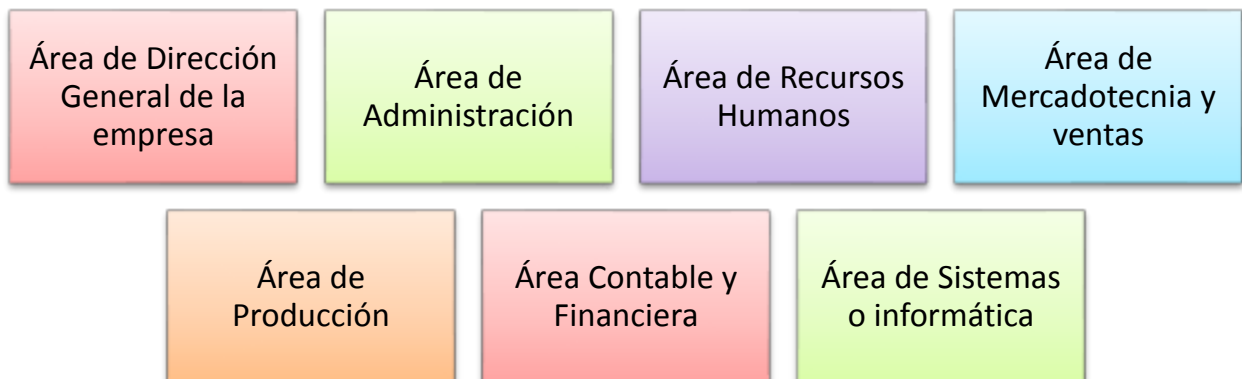 Área de Dirección
General de la
empresa
Área de
Administración
Área de Recursos
Humanos
Área de
Mercadotecnia y
ventas
Área de
Producción
Área Contable y
Financiera
Área de Sistemas
o informática